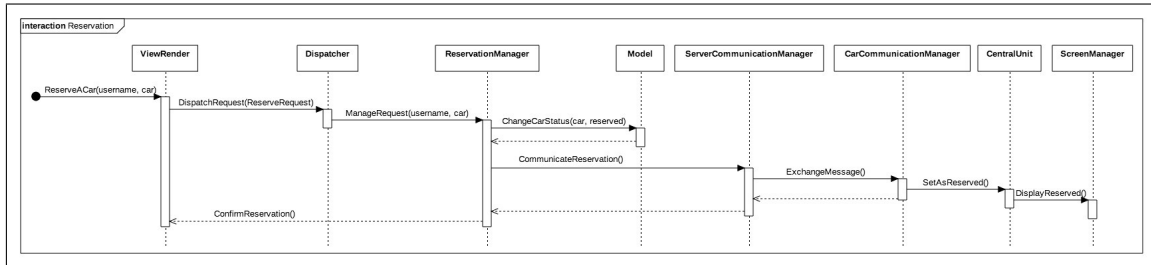 interaction Reservation
ViewRender
Dispatcher
ReservationManager
Model
ServerCommunicationManager
CarCommunicationManager
CentralUnit
ScreenManager
ReserveACar(username, car)
DispatchRequest(ReserveRequest)
ManageRequest(username, car)
ChangeCarStatus(car, reserved)
CommunicateReservation()
ExchangeMessage()
SetAsReserved()
DisplayReserved()
ConfirmReservation()